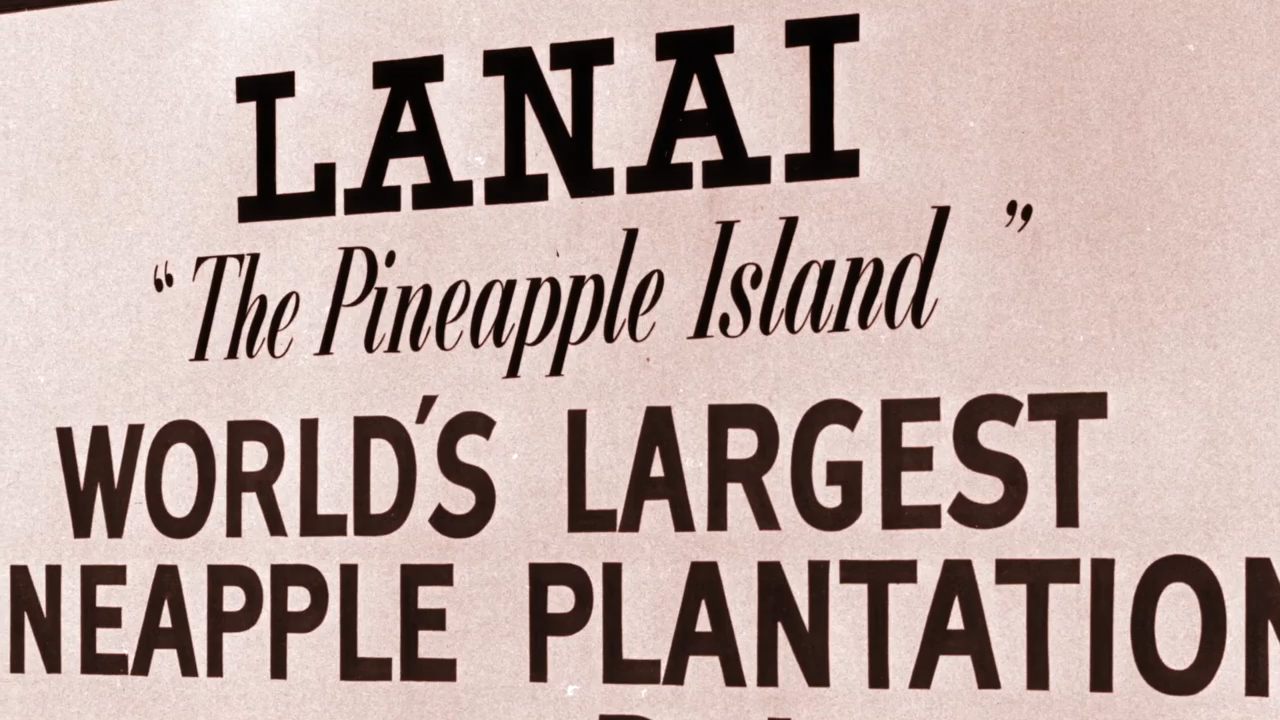 LANAI
“The Pineapple Island”
WORLD'S LARGEST
NEAPPLE PLANTATION